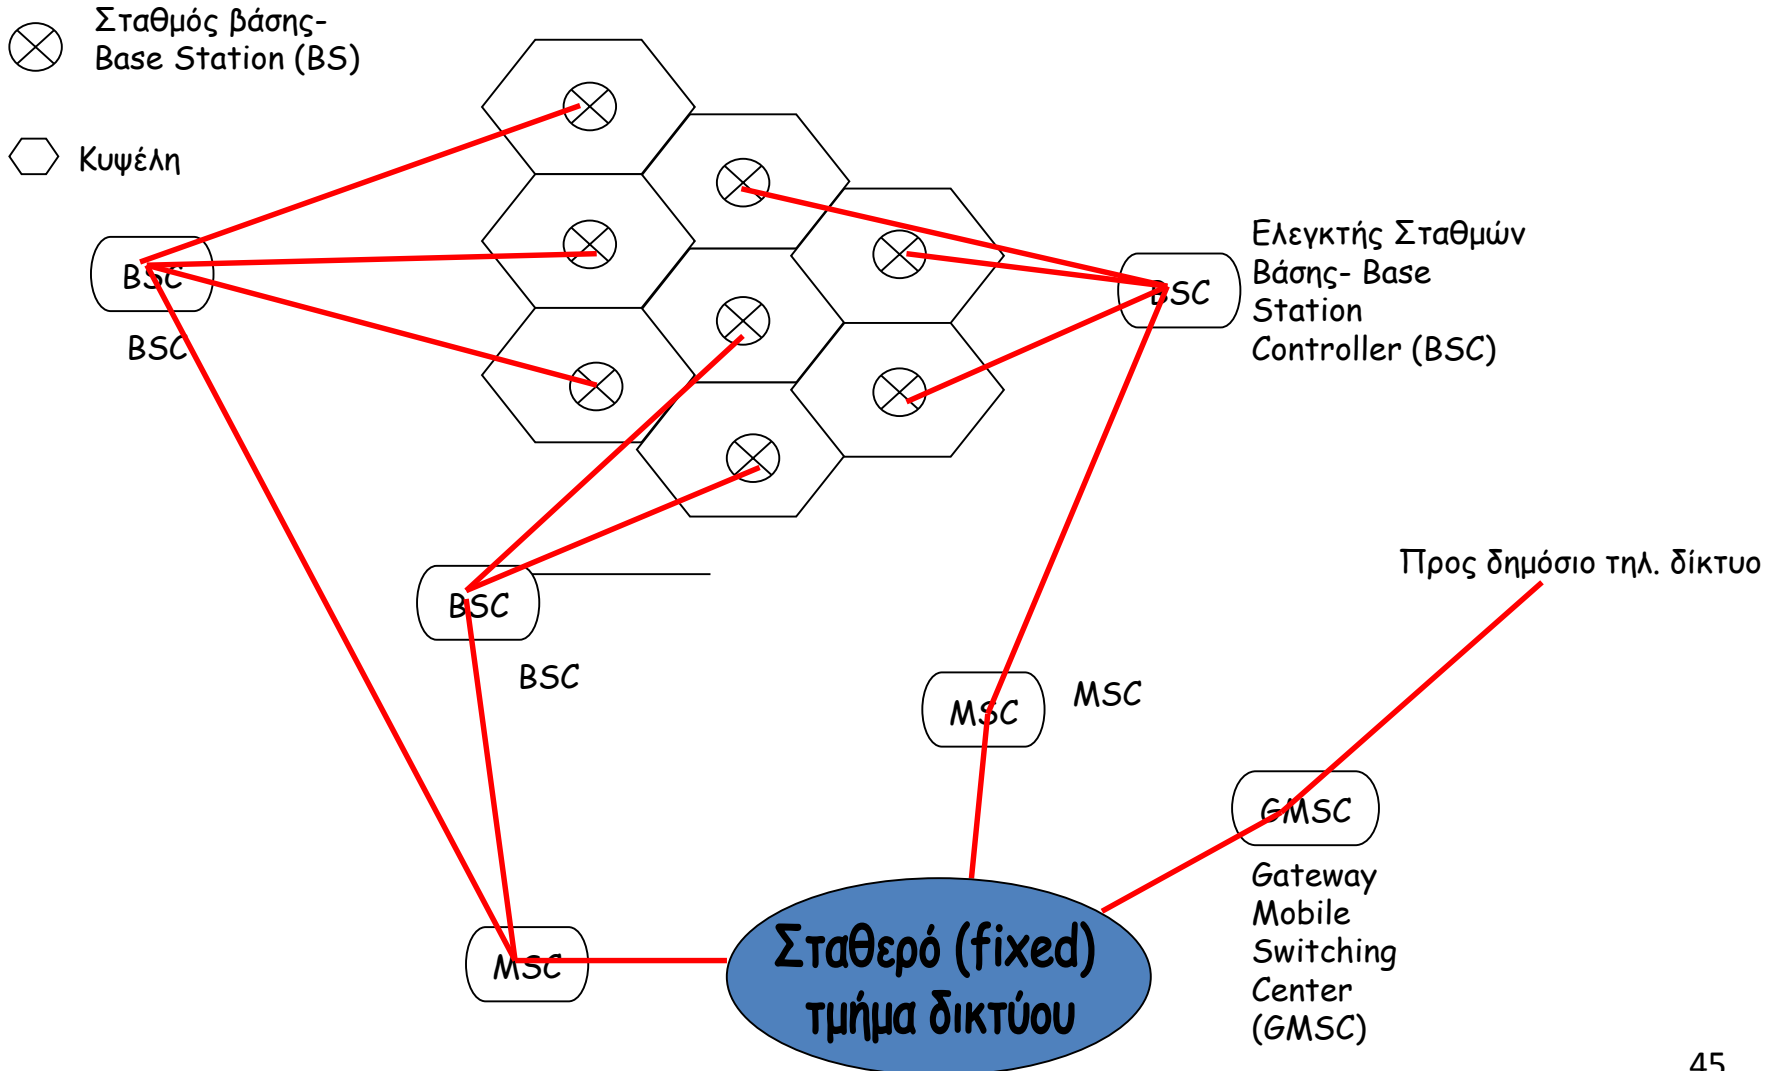 Σταθμός βάσης-
Base Station (BS)
Κυψέλη
BSC
BSC
BSC
Ελεγκτής Σταθμών
Βάσης- Base
Station
Controller (BSC)
BSC
BSC
Προς δημόσιο τηλ. δίκτυο
MSC
MSC
GMSC
Gateway
Mobile
Switching
Center
(GMSC)
MSC
Σταθερό (fixed)
τμήμα δικτύου
45